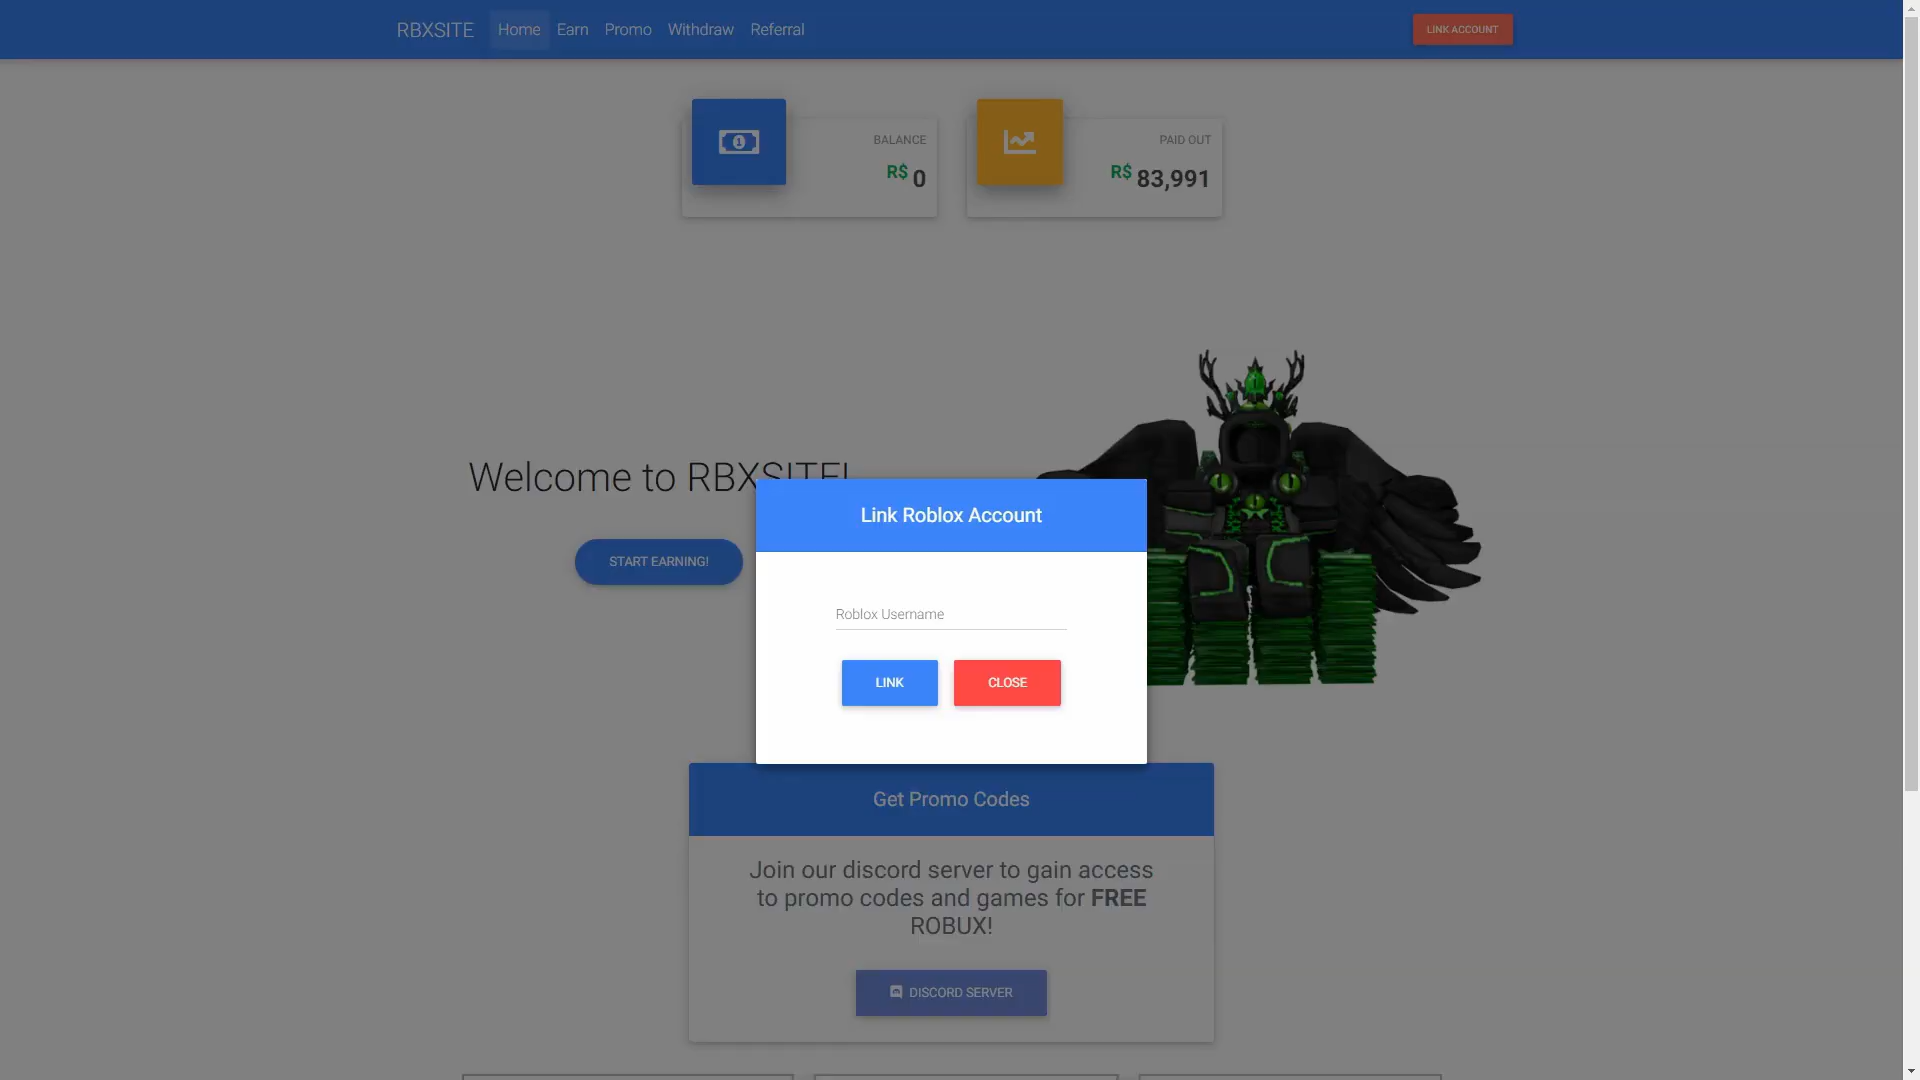 RBXSITE Home Earn Promo Withdraw Referral LINK ACCOUNT
BALANCE
R$ 0
PAID OUT
R$ 83,991
Welcome to RBXSITE!
START EARNING!
Link Roblox Account
Roblox Username
LINK CLOSE
Get Promo Codes
Join our discord server to gain access
to promo codes and games for FREE
ROBUX!
DISCORD SERVER